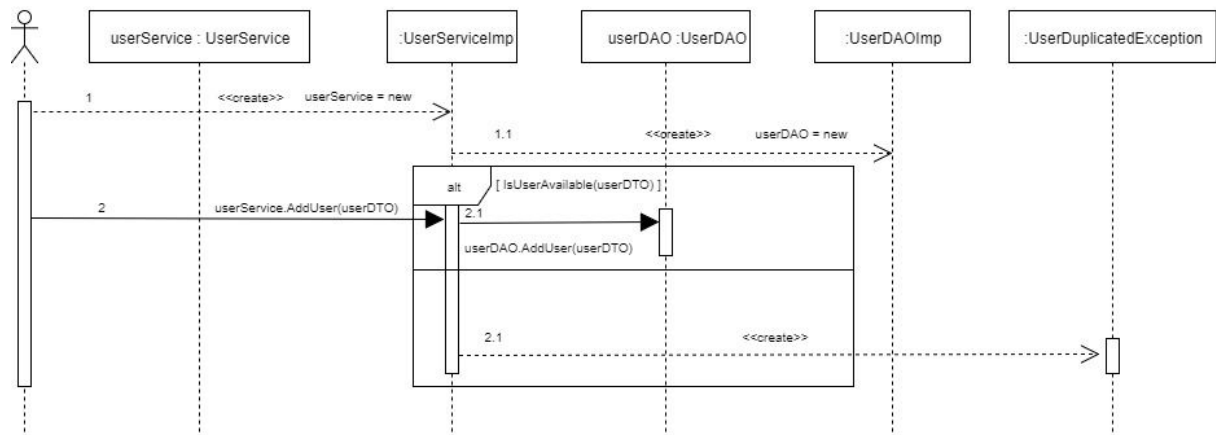 userService : UserService
:UserServiceImp
userDAO :UserDAO
:UserDAOImp
:UserDuplicatedException
1 <<create>> userService = new
1.1 <<create>> userDAO = new
alt [ IsUserAvailable(userDTO) ]
2 userService.AddUser(userDTO)
2.1
userDAO.AddUser(userDTO)
2.1 <<create>>